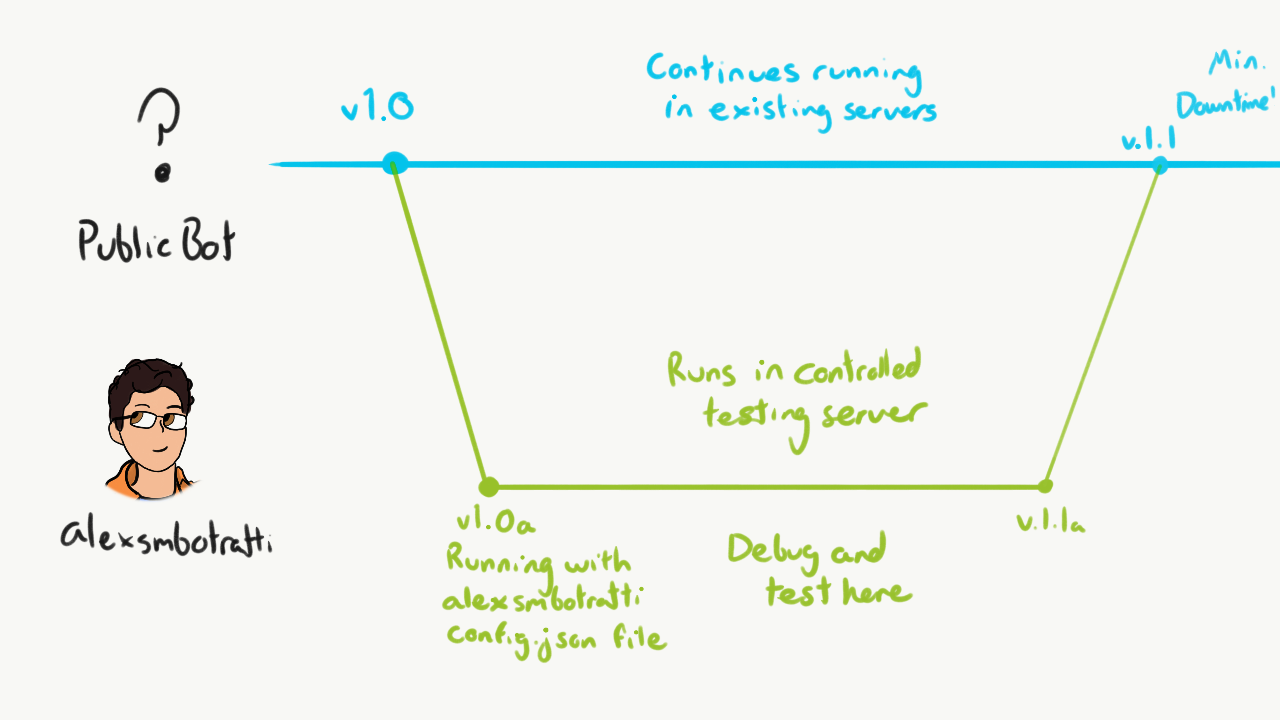 ?
Public Bot
v1.0
Continues running
in existing servers
v.1.1
Min.
Downtime!
alexsmbotratti
Runs in controlled
testing server
v1.0a
Running with
alexsmbotratti
config.json file
Debug and
test here
v.1.1a